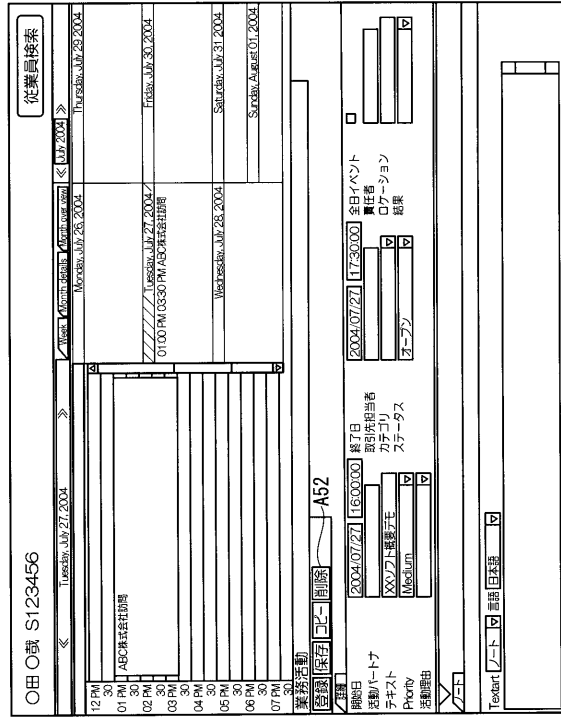 〇田 〇哉 S123456
従業員検索
≪ Tuesday, July 27, 2004 ≫
Week Month details Month over view
≪ July 2004 ≫
12 PM
30
01 PM ABC株式会社訪問
30
02 PM
30
03 PM
30
04 PM
30
05 PM
30
06 PM
30
07 PM
30
Monday, July 26, 2004
Thursday, July 29 2004
Tuesday, July 27, 2004
01:00 PM 03:30 PM ABC株式会社訪問
Friday, July 30, 2004
Wednesday, July 28, 2004
Saturday, July 31 2004
Sunday, August 01, 2004
業務活動
登録 保存 コピー 削除 A52
詳細
開始日 2004/07/27 16:00:00 終了日 2004/07/27 17:30:00 全日イベント
活動パートナ 取引先担当者 責任者
テキスト XXソフト概要デモ カテゴリ ロケーション
Priority Medium ステータス オープン 結果
活動理由
ノート
Textart ノート 言語 日本語